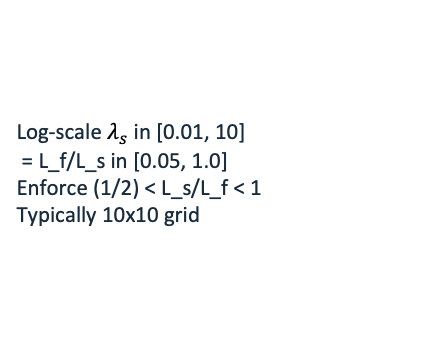 Log-scale λₛ in [0.01, 10]
= L_f/L_s in [0.05, 1.0]
Enforce (1/2) < L_s/L_f < 1
Typically 10x10 grid